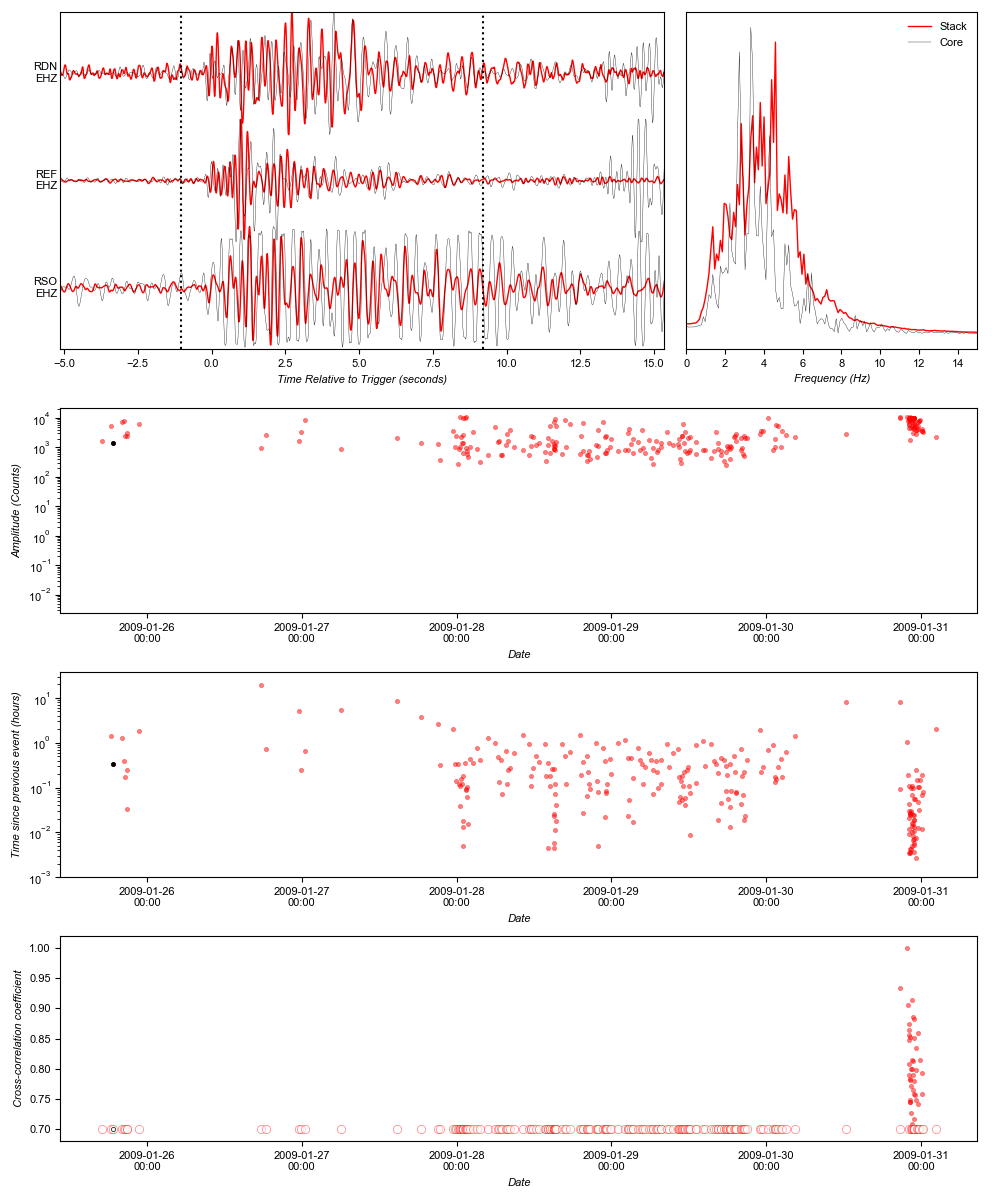 RDN
EHZ
REF
EHZ
RSO
EHZ
−5.0 −2.5 0.0 2.5 5.0 7.5 10.0 12.5 15.0
Time Relative to Trigger (seconds)
Stack
Core
0 2 4 6 8 10 12 14
Frequency (Hz)
Amplitude (Counts)
10⁴
10³
10²
10¹
10⁰
10⁻¹
10⁻²
2009-01-26 2009-01-27 2009-01-28 2009-01-29 2009-01-30 2009-01-31
00:00 00:00 00:00 00:00 00:00 00:00
Date
Time since previous event (hours)
10¹
10⁰
10⁻¹
10⁻²
10⁻³
2009-01-26 2009-01-27 2009-01-28 2009-01-29 2009-01-30 2009-01-31
00:00 00:00 00:00 00:00 00:00 00:00
Date
Cross-correlation coefficient
1.00
0.95
0.90
0.85
0.80
0.75
0.70
2009-01-26 2009-01-27 2009-01-28 2009-01-29 2009-01-30 2009-01-31
00:00 00:00 00:00 00:00 00:00 00:00
Date